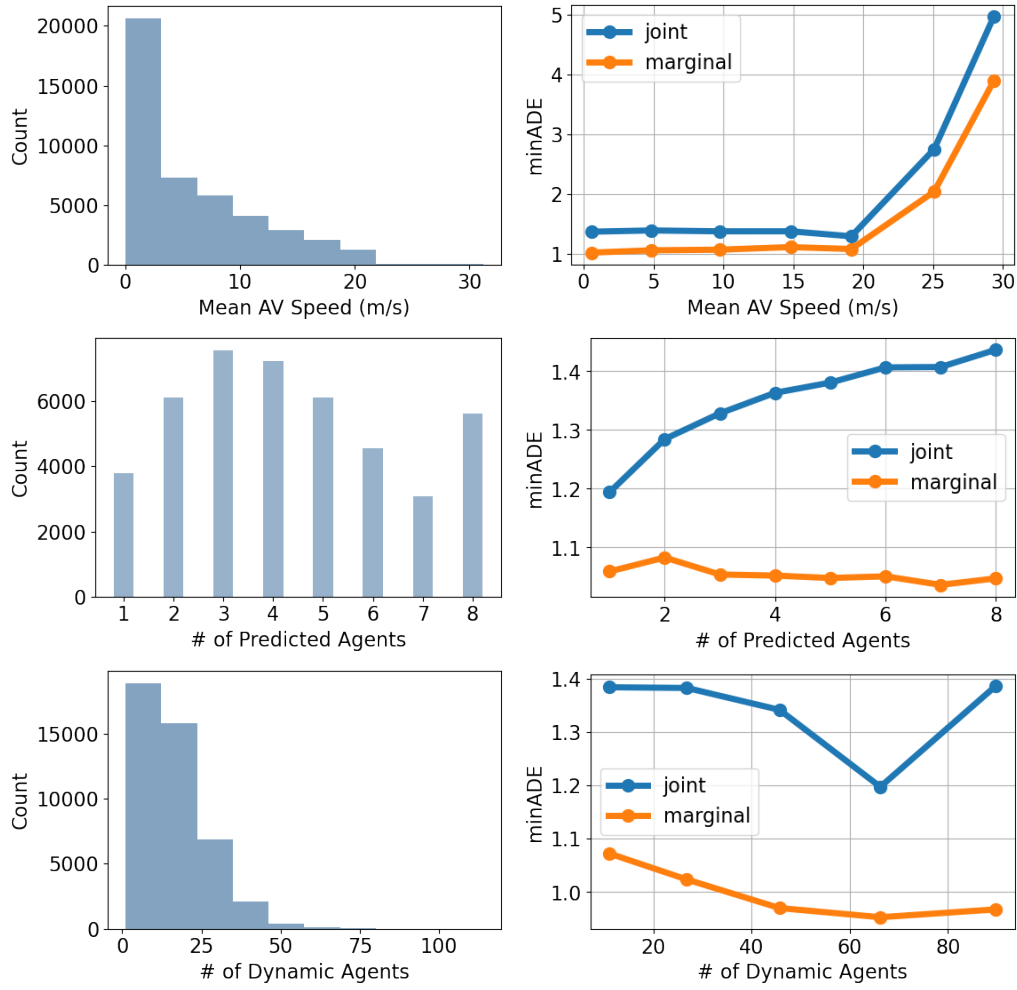 20000
15000
10000
5000
0
Count
0 10 20 30
Mean AV Speed (m/s)
5
4
3
2
1
minADE
joint
marginal
0 5 10 15 20 25 30
Mean AV Speed (m/s)
6000
4000
2000
0
Count
1 2 3 4 5 6 7 8
# of Predicted Agents
1.4
1.3
1.2
1.1
minADE
joint
marginal
2 4 6 8
# of Predicted Agents
15000
10000
5000
0
Count
0 25 50 75 100
# of Dynamic Agents
1.4
1.3
1.2
1.1
1.0
minADE
joint
marginal
20 40 60 80
# of Dynamic Agents